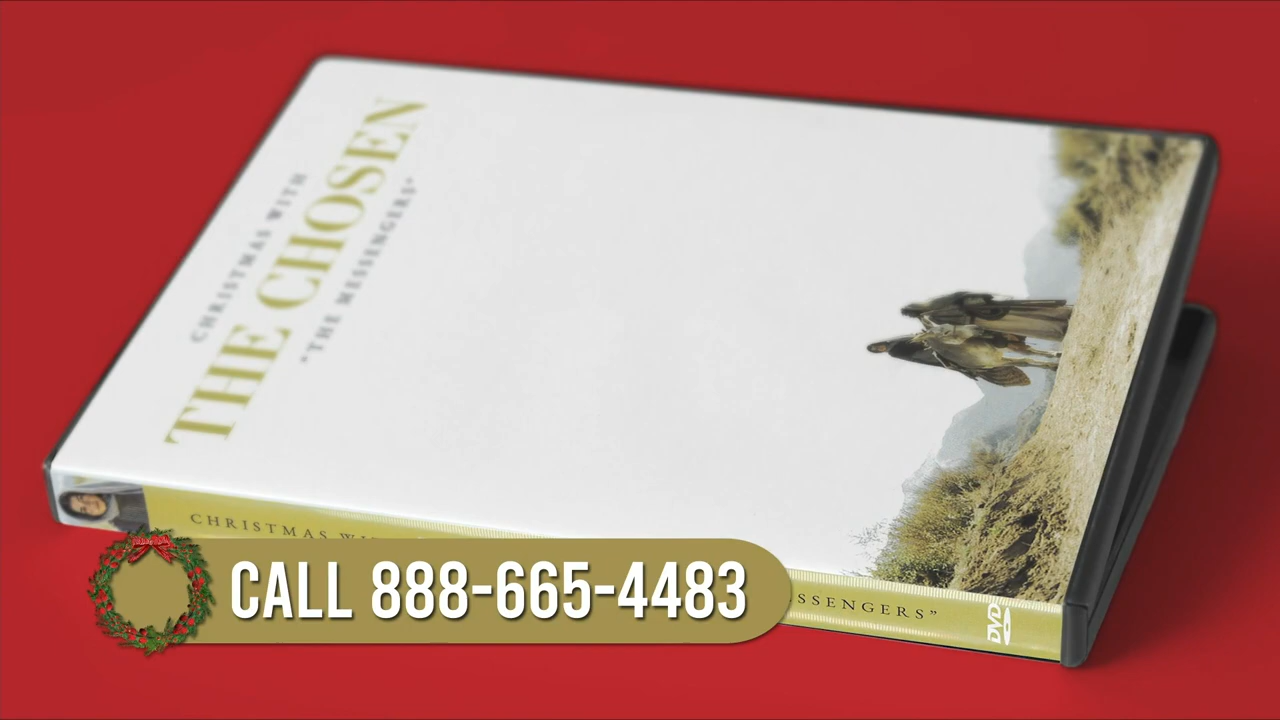 CHRISTMAS WITH
THE CHOSEN
"THE MESSENGERS"
CHRISTMAS
SSENGERS"
DVD
CALL 888-665-4483